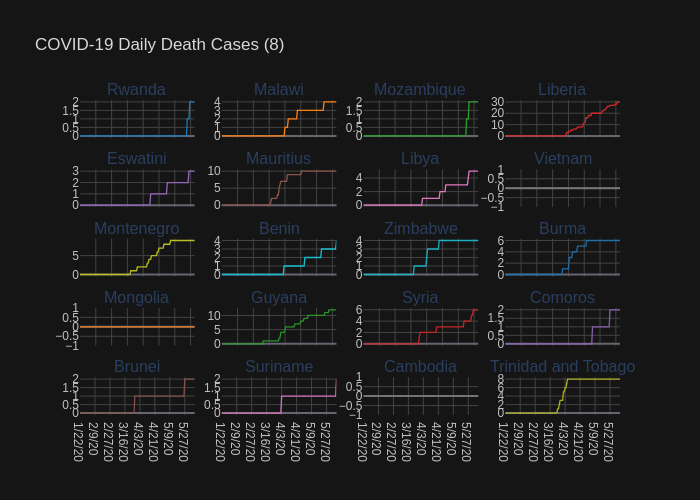 COVID-19 Daily Death Cases (8)
Rwanda Malawi Mozambique Liberia
2 4 2 30
1.5 3 1.5 20
1 2 1 10
0.5 1 0.5
0 0 0 0
Eswatini Mauritius Libya Vietnam
3 10 4 1
2 5 2 0.5
1 0
0 0 0 −0.5
−1
Montenegro Benin Zimbabwe Burma
5 4 4 6
3 3 4
2 2 2
1 1
0 0 0 0
Mongolia Guyana Syria Comoros
1 10 6 2
0.5 5 4 1.5
0 2 1
−0.5 0.5
−1 0 0 0
Brunei Suriname Cambodia Trinidad and Tobago
2 2 1 8
1.5 1.5 0.5 6
1 1 0 4
0.5 0.5 −0.5 2
0 0 −1 0
1/22/20 2/9/20 2/27/20 3/16/20 4/3/20 4/21/20 5/9/20 5/27/20
1/22/20 2/9/20 2/27/20 3/16/20 4/3/20 4/21/20 5/9/20 5/27/20
1/22/20 2/9/20 2/27/20 3/16/20 4/3/20 4/21/20 5/9/20 5/27/20
1/22/20 2/9/20 2/27/20 3/16/20 4/3/20 4/21/20 5/9/20 5/27/20